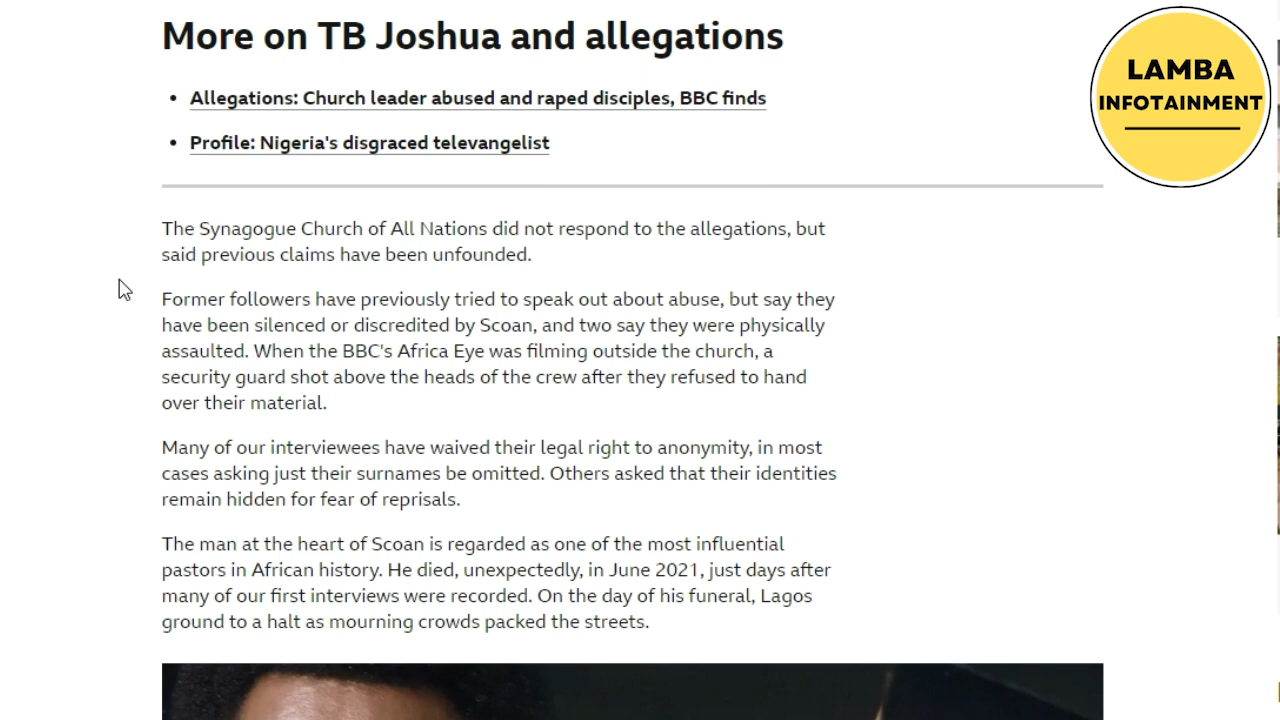 More on TB Joshua and allegations
LAMBA
INFOTAINMENT
• Allegations: Church leader abused and raped disciples, BBC finds
• Profile: Nigeria's disgraced televangelist
The Synagogue Church of All Nations did not respond to the allegations, but
said previous claims have been unfounded.
Former followers have previously tried to speak out about abuse, but say they
have been silenced or discredited by Scoan, and two say they were physically
assaulted. When the BBC's Africa Eye was filming outside the church, a
security guard shot above the heads of the crew after they refused to hand
over their material.
Many of our interviewees have waived their legal right to anonymity, in most
cases asking just their surnames be omitted. Others asked that their identities
remain hidden for fear of reprisals.
The man at the heart of Scoan is regarded as one of the most influential
pastors in African history. He died, unexpectedly, in June 2021, just days after
many of our first interviews were recorded. On the day of his funeral, Lagos
ground to a halt as mourning crowds packed the streets.